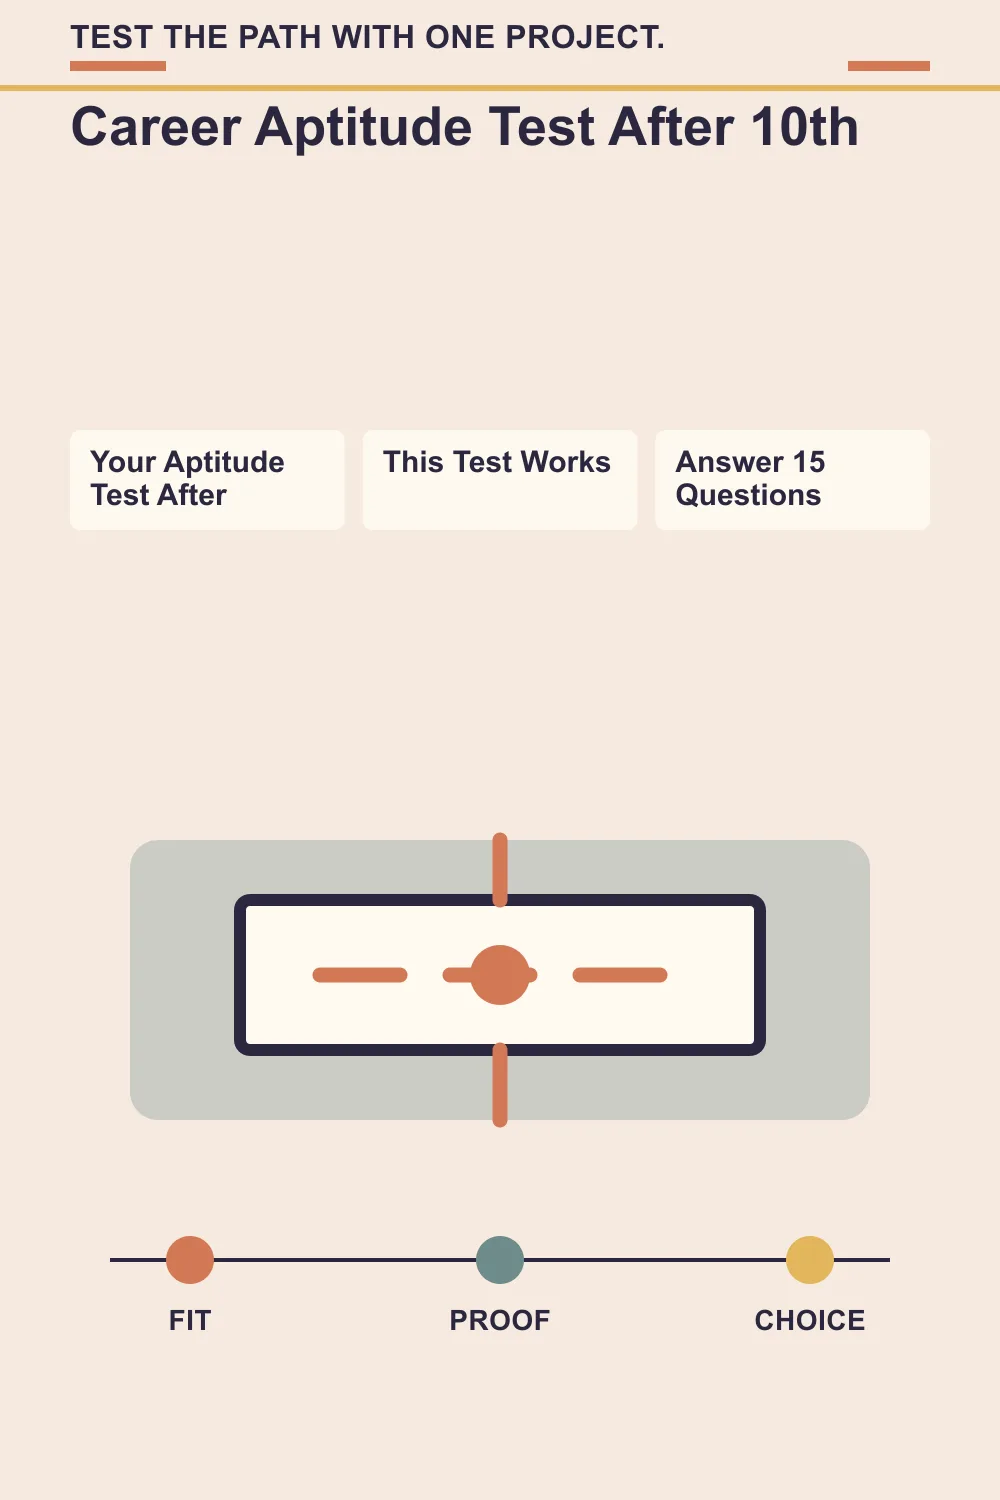 TEST THE PATH WITH ONE PROJECT.
Career Aptitude Test After 10th
Your Aptitude
Test After
This Test Works
Answer 15
Questions
FIT
PROOF
CHOICE